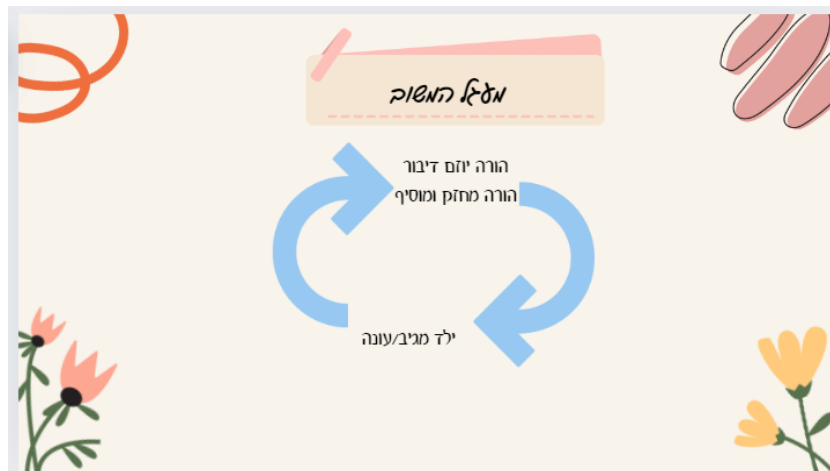 מעגל המשוב
הורה יוזם דיבור
הורה מחזק ומוסיף
ילד מגיב/עונה